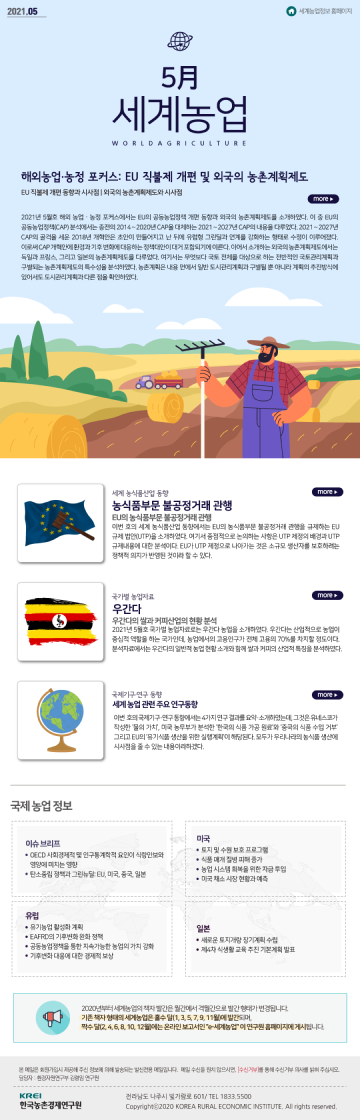 2021.05
세계농업정보 홈페이지
5月
세계농업
WORLDAGRICULTURE
해외농업·농정 포커스: EU 직불제 개편 및 외국의 농촌계획제도
EU 직불제 개편 동향과 시사점 | 외국의 농촌계획제도와 시사점
more ▶
2021년 5월호 해외 농업·농정 포커스에서는 EU의 공동농업정책 개편 동향과 외국의 농촌계획제도를 소개하였다. 이 중 EU의
공동농업정책(CAP) 분석에서는 종전의 2014~2020년 CAP을 대체하는 2021~2027년 CAP의 내용을 다루었다. 2021~2027년
CAP의 골격을 세운 2018년 개혁안은 초안이 만들어지고 난 뒤에 유럽형 그린딜과 연계를 강화하는 형태로 수정이 이루어졌다.
이로써 CAP 개혁안에 환경과 기후 변화에 대응하는 정책대안이 대거 포함되기에 이른다. 이어서 소개하는 외국의 농촌계획제도에서는
독일과 프랑스, 그리고 일본의 농촌계획제도를 다루었다. 여기서는 무엇보다 국토 전체를 대상으로 하는 전반적인 국토관리계획과
구별되는 농촌계획제도의 특수성을 분석하였다. 농촌계획은 내용 면에서 일반 도시관리계획과 구별될 뿐 아니라 계획의 추진방식에
있어서도 도시관리계획과 다른 점을 확인하였다.
세계 농식품산업 동향
more ▶
농식품부문 불공정거래 관행
EU의 농식품부문 불공정거래 관행
이번 호의 세계 농식품산업 동향에서는 EU의 농식품부문 불공정거래 관행을 규제하는 EU
규제 법안(UTP)을 소개하였다. 여기서 중점적으로 논의하는 사항은 UTP 제정의 배경과 UTP
규제내용에 대한 분석이다. EU가 UTP 제정으로 나아가는 것은 소규모 생산자를 보호하려는
정책적 의지가 반영된 것이라 할 수 있다.
국가별 농업자료
more ▶
우간다
우간다의 쌀과 커피산업의 현황 분석
2021년 5월호 국가별 농업자료로는 우간다 농업을 소개하였다. 우간다는 산업적으로 농업이
중심적 역할을 하는 국가인데, 농업에서의 고용인구가 전체 고용의 70%를 차지할 정도이다.
분석자료에서는 우간다의 일반적 농업 현황 소개와 함께 쌀과 커피의 산업적 특징을 분석하였다.
국제기구·연구 동향
more ▶
세계 농업 관련 주요 연구동향
이번 호의 국제기구·연구 동향에서는 4가지 연구 결과를 요약·소개하였는데, 그것은 유네스코가
작성한 '물의 가치', 미국 농무부가 분석한 '한국의 식품 가공 원료'와 '중국의 식품 수입 거부'
그리고 EU의 '유기식품 생산을 위한 실행계획'이 해당된다. 모두가 우리나라의 농식품 생산에
시사점을 줄 수 있는 내용이라 하겠다.
국제 농업 정보
이슈 브리프
• OECD 사회경제적 및 인구통계학적 요인이 식량안보와
영양에 미치는 영향
• 탄소중립 정책과 그린뉴딜: EU, 미국, 중국, 일본
미국
• 토지 및 수원 보호 프로그램
• 식품 매개 질병 피해 증가
• 농업 시스템 회복을 위한 자금 투입
• 미국 채소 시장 현황과 예측
유럽
• 유기농업 활성화 계획
• EAFRD의 기후변화 완화 정책
• 공동농업정책을 통한 지속가능한 농업의 가치 강화
• 기후변화 대응에 대한 경제적 보상
일본
• 새로운 토지개량 장기계획 수립
• 제4차 식생활 교육 추진 기본계획 발표
2020년부터 세계농업의 책자 발간은 월간에서 격월간으로 발간 형태가 변경됩니다.
기존 책자 형태의 세계농업은 홀수 달(1, 3, 5, 7, 9, 11월)에 발간되며,
짝수 달(2, 4, 6, 8, 10, 12월)에는 온라인 보고서인 "e-세계농업" 이 연구원 홈페이지에 게시됩니다.
본 메일은 회원가입시 제공해 주신 정보에 의해 발송되는 발신전용 메일입니다. 메일 수신을 원치 않으시면, [수신거부]를 통해 수신거부 의사를 밝혀 주십시오.
담당자 : 환경자원연구부 김광임 연구원
KREI
한국농촌경제연구원
전라남도 나주시 빛가람로 601/ TEL 1833.5500
Copyright©2020 KOREA RURAL ECONOMIC INSTITUTE. All rights reserved.